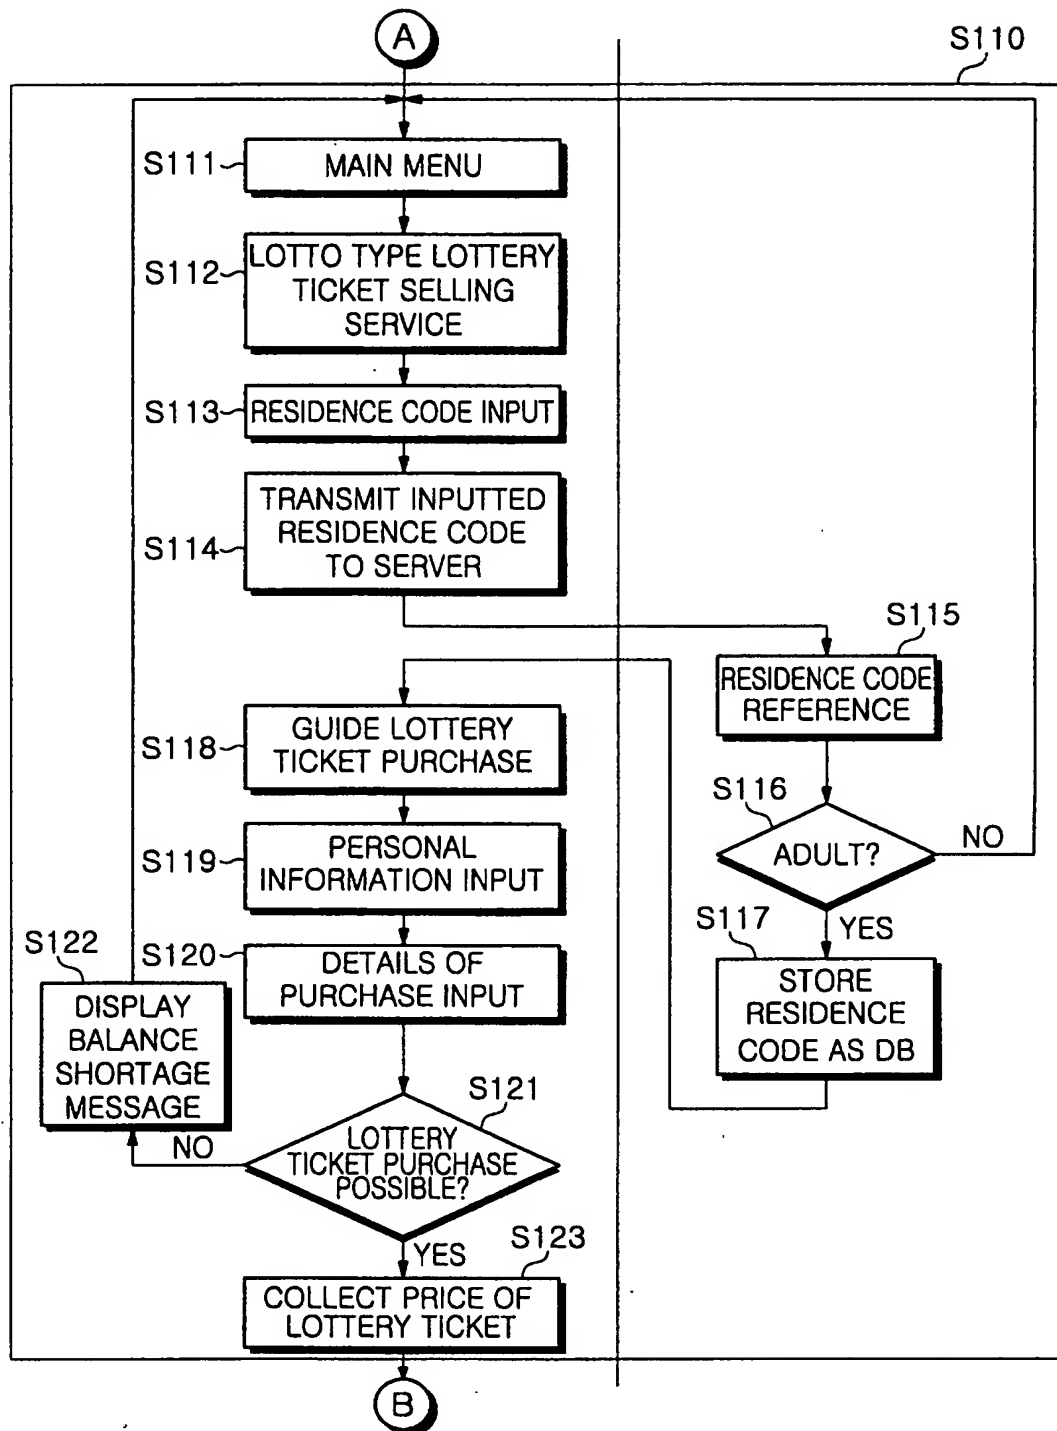 A
S110
S111
MAIN MENU
S112
LOTTO TYPE LOTTERY
TICKET SELLING
SERVICE
S113
RESIDENCE CODE INPUT
S114
TRANSMIT INPUTTED
RESIDENCE CODE
TO SERVER
S115
RESIDENCE CODE
REFERENCE
S116
ADULT?
NO
YES
S117
STORE
RESIDENCE
CODE AS DB
S118
GUIDE LOTTERY
TICKET PURCHASE
S119
PERSONAL
INFORMATION INPUT
S120
DETAILS OF
PURCHASE INPUT
S121
LOTTERY
TICKET PURCHASE
POSSIBLE?
NO
S122
DISPLAY
BALANCE
SHORTAGE
MESSAGE
YES
S123
COLLECT PRICE OF
LOTTERY TICKET
B